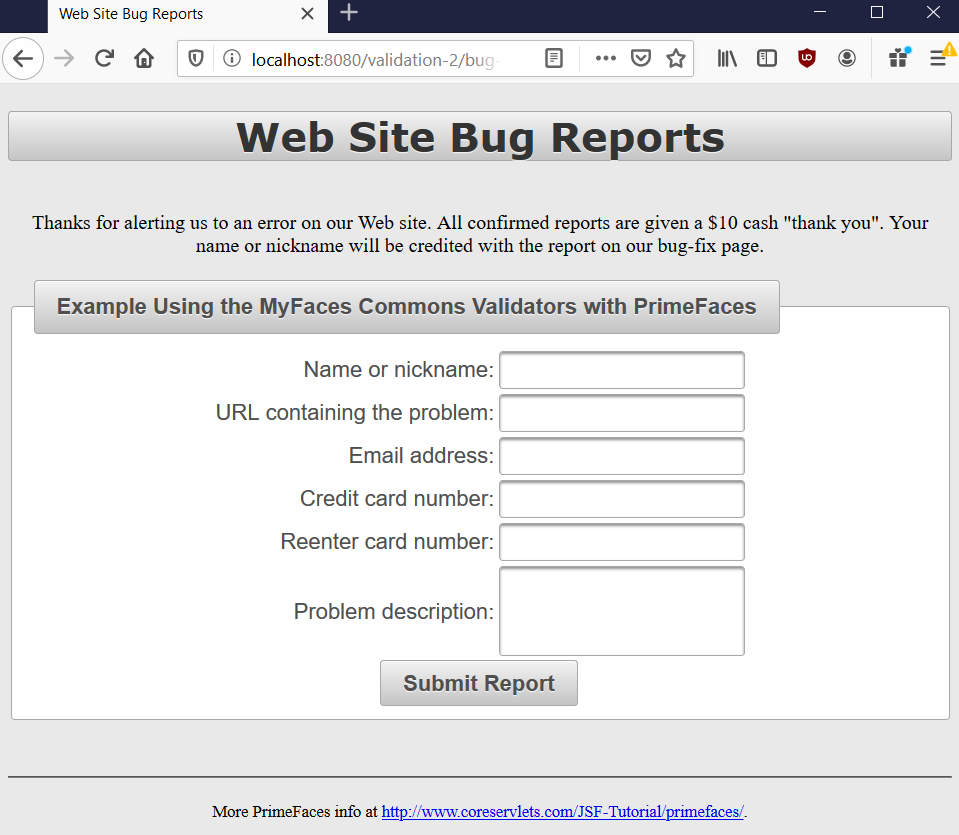 Web Site Bug Reports
localhost:8080/validation-2/bug-
Web Site Bug Reports
Thanks for alerting us to an error on our Web site. All confirmed reports are given a $10 cash "thank you". Your
name or nickname will be credited with the report on our bug-fix page.
Example Using the MyFaces Commons Validators with PrimeFaces
Name or nickname:
URL containing the problem:
Email address:
Credit card number:
Reenter card number:
Problem description:
Submit Report
More PrimeFaces info at http://www.coreservlets.com/JSF-Tutorial/primefaces/.